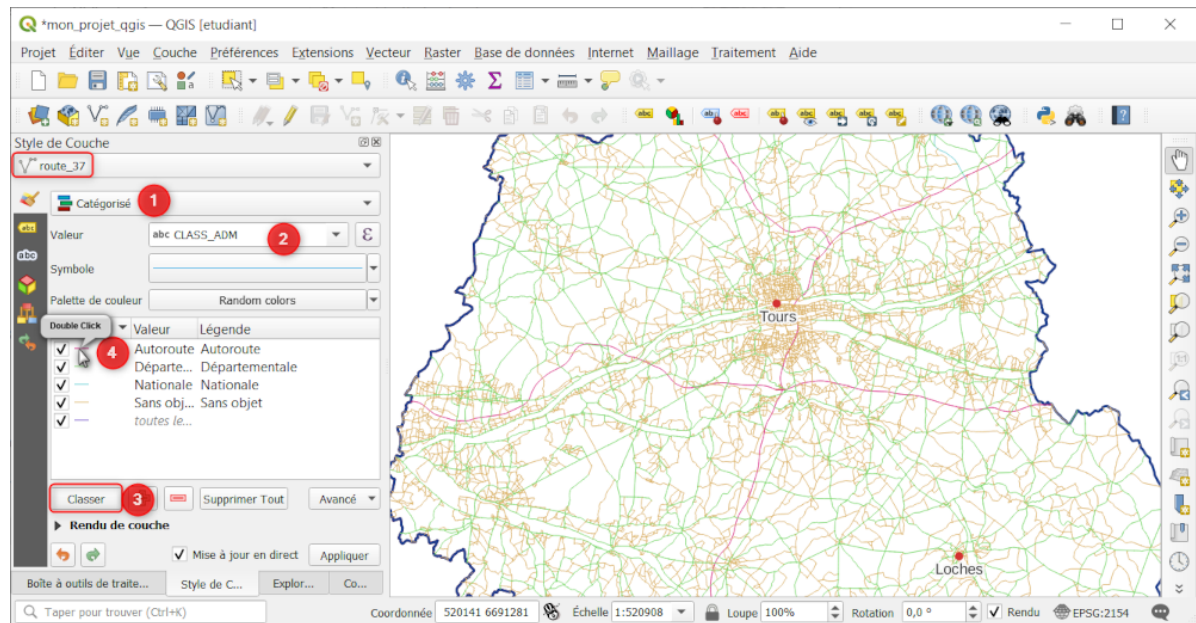 *mon_projet_qgis — QGIS [etudiant]
Projet Éditer Vue Couche Préférences Extensions Vecteur Raster Base de données Internet Maillage Traitement Aide
Style de Couche
route_37
Catégorisé 1
Valeur abc CLASS_ADM 2 ε
Symbole
Palette de couleur Random colors
Double Click Valeur Légende
4 Autoroute Autoroute
Départe... Départementale
Nationale Nationale
Sans obj... Sans objet
toutes le...
Classer 3 Supprimer Tout Avancé
Rendu de couche
Mise à jour en direct Appliquer
Boîte à outils de traite... Style de C... Explor... Co...
Tours
Loches
Taper pour trouver (Ctrl+K) Coordonnée 520141 6691281 Échelle 1:520908 Loupe 100% Rotation 0,0 ° Rendu EPSG:2154